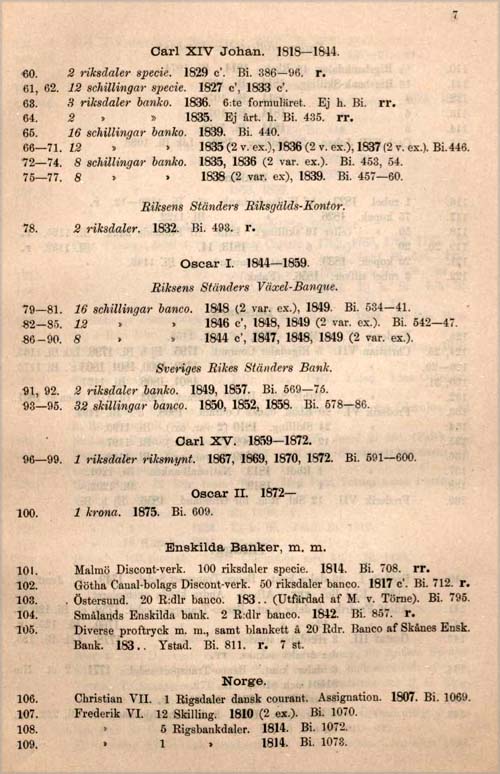 7
Carl XIV Johan. 1818—1844.
60. 2 riksdaler specie. 1829 c'. Bi. 386—96. r.
61, 62. 12 schillingar specie. 1827 c', 1833 c'.
63. 3 riksdaler banko. 1836. 6:te formuläret. Ej h. Bi. rr.
64. 2 » » 1835. Ej årt. h. Bi. 435. rr.
65. 16 schillingar banko. 1839. Bi. 440.
66—71. 12 » » 1835 (2 v. ex.), 1836 (2 v. ex.), 1837 (2 v. ex.). Bi. 446.
72—74. 8 schillingar banko. 1835, 1836 (2 var. ex.). Bi. 453, 54.
75—77. 8 » » 1838 (2 var. ex), 1839. Bi. 457—60.
Riksens Ständers Riksgälds-Kontor.
78. 2 riksdaler. 1832. Bi. 493. r.
Oscar I. 1844—1859.
Riksens Ständers Växel-Banque.
79—81. 16 schillingar banco. 1848 (2 var. ex.), 1849. Bi. 534—41.
82—85. 12 » » 1846 c', 1848, 1849 (2 var. ex.). Bi. 542—47.
86—90. 8 » » 1844 c', 1847, 1848, 1849 (2 var. ex.).
Sveriges Rikes Ständers Bank.
91, 92. 2 riksdaler banko. 1849, 1857. Bi. 569—75.
93—95. 32 skillingar banco. 1850, 1852, 1858. Bi. 578—86.
Carl XV. 1859—1872.
96—99. 1 riksdaler riksmynt. 1867, 1869, 1870, 1872. Bi. 591—600.
Oscar II. 1872—
100. 1 krona. 1875. Bi. 609.
Enskilda Banker, m. m.
101. Malmö Discont-verk. 100 riksdaler specie. 1814. Bi. 708. rr.
102. Götha Canal-bolags Discont-verk. 50 riksdaler banco. 1817 c'. Bi. 712. r.
103. Östersund. 20 R:dlr banco. 183.. (Utfärdad af M. v. Törne). Bi. 795.
104. Smålands Enskilda bank. 2 R:dlr banco. 1842. Bi. 857. r.
105. Diverse proftryck m. m., samt blankett å 20 Rdr. Banco af Skånes Ensk.
Bank. 183.. Ystad. Bi. 811. r. 7 st.
Norge.
106. Christian VII. 1 Rigsdaler dansk courant. Assignation. 1807. Bi. 1069.
107. Frederik VI. 12 Skilling. 1810 (2 ex.). Bi. 1070.
108. » 5 Rigsbankdaler. 1814. Bi. 1072.
109. » 1 » 1814. Bi. 1073.